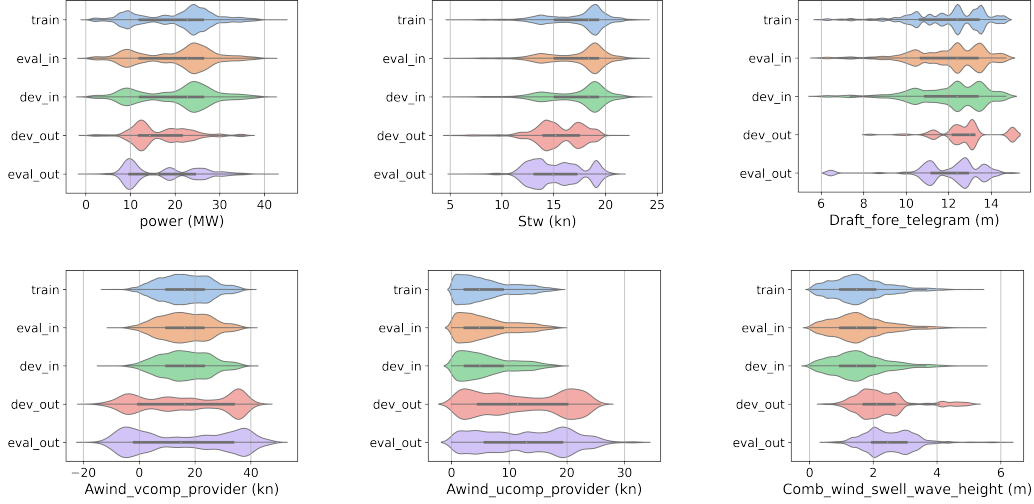 train
eval_in
dev_in
dev_out
eval_out
0 10 20 30 40
power (MW)
train
eval_in
dev_in
dev_out
eval_out
5 10 15 20 25
Stw (kn)
train
eval_in
dev_in
dev_out
eval_out
6 8 10 12 14
Draft_fore_telegram (m)
train
eval_in
dev_in
dev_out
eval_out
−20 0 20 40
Awind_vcomp_provider (kn)
train
eval_in
dev_in
dev_out
eval_out
0 10 20 30
Awind_ucomp_provider (kn)
train
eval_in
dev_in
dev_out
eval_out
0 2 4 6
Comb_wind_swell_wave_height (m)